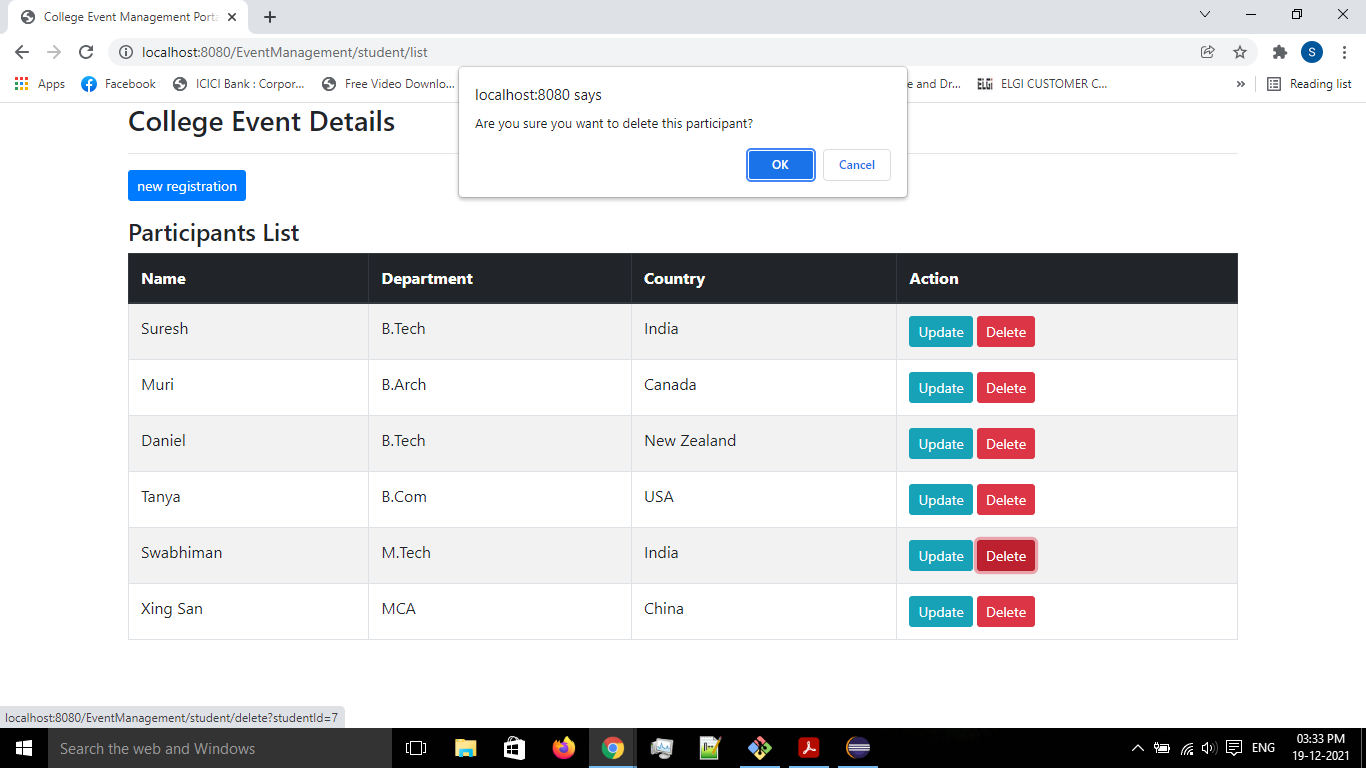 College Event Management Porta
localhost:8080/EventManagement/student/list
S
Apps
Facebook
ICICI Bank : Corpor...
Free Video Downlo...
e and Dr...
ELGI
ELGI CUSTOMER C...
»
Reading list
localhost:8080 says
Are you sure you want to delete this participant?
OK
Cancel
College Event Details
new registration
Participants List
Name Department Country Action
Suresh B.Tech India Update Delete
Muri B.Arch Canada Update Delete
Daniel B.Tech New Zealand Update Delete
Tanya B.Com USA Update Delete
Swabhiman M.Tech India Update Delete
Xing San MCA China Update Delete
localhost:8080/EventManagement/student/delete?studentId=7
Search the web and Windows
ENG
03:33 PM
19-12-2021